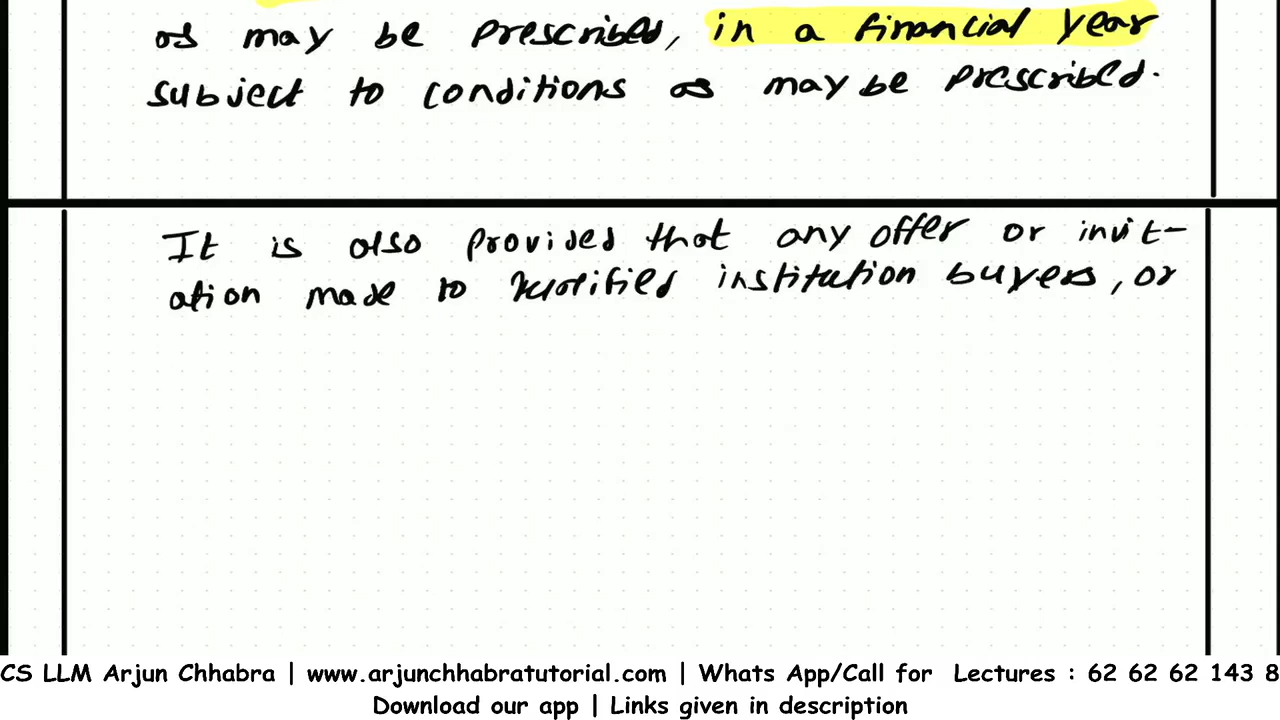 as may be prescribed, in a financial year
subject to conditions as may be prescribed.
It is also provided that any offer or invit-
ation made to qualified institution buyers, or
CS LLM Arjun Chhabra | www.arjunchhabratutorial.com | Whats App/Call for Lectures : 62 62 62 143 8
Download our app | Links given in description